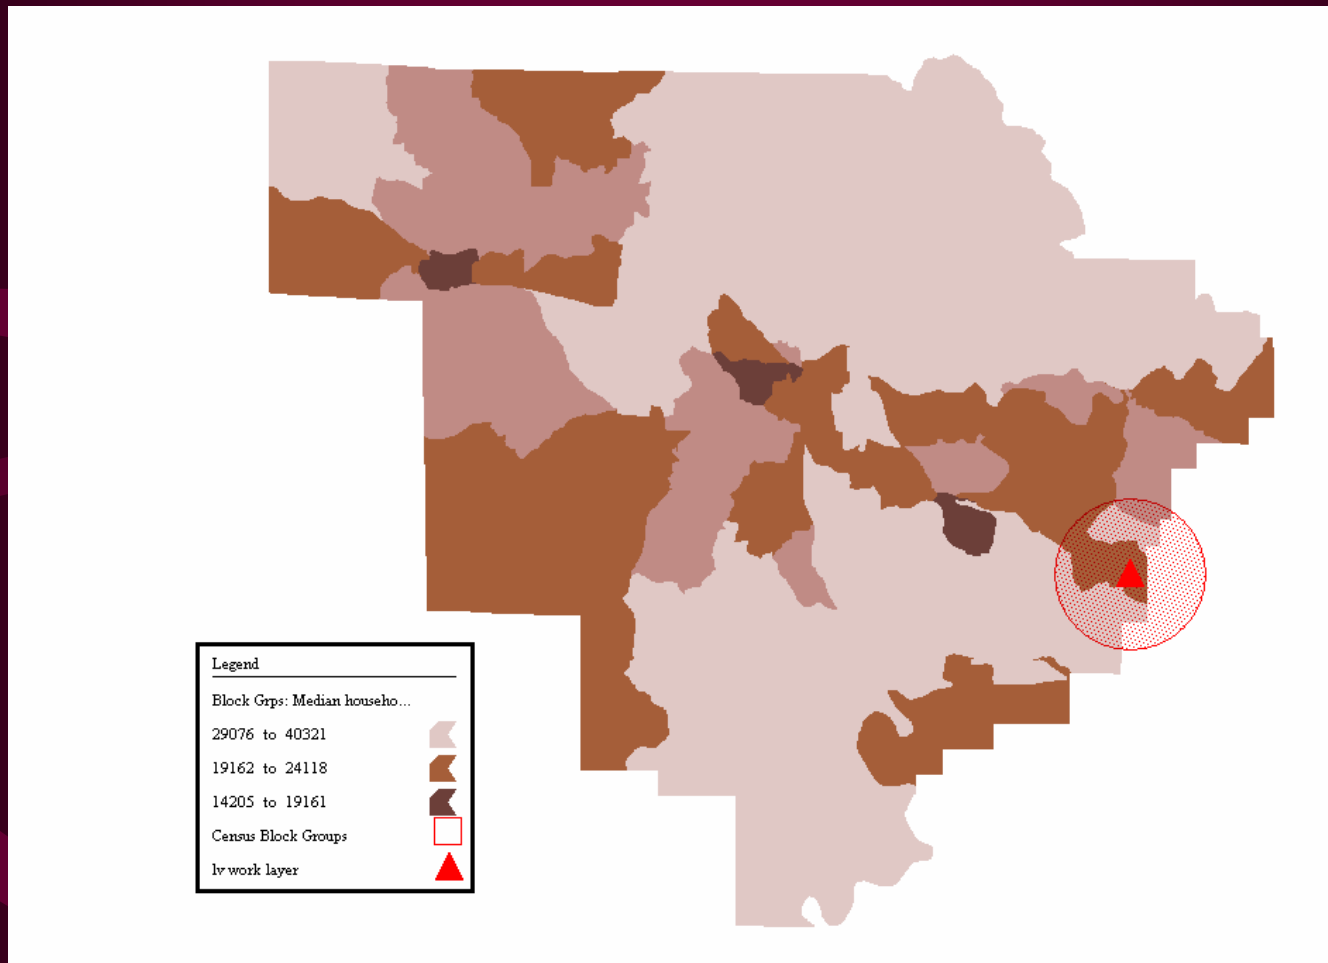 Legend
Block Grps: Median househo...
29076 to 40321
19162 to 24118
14205 to 19161
Census Block Groups
lv work layer